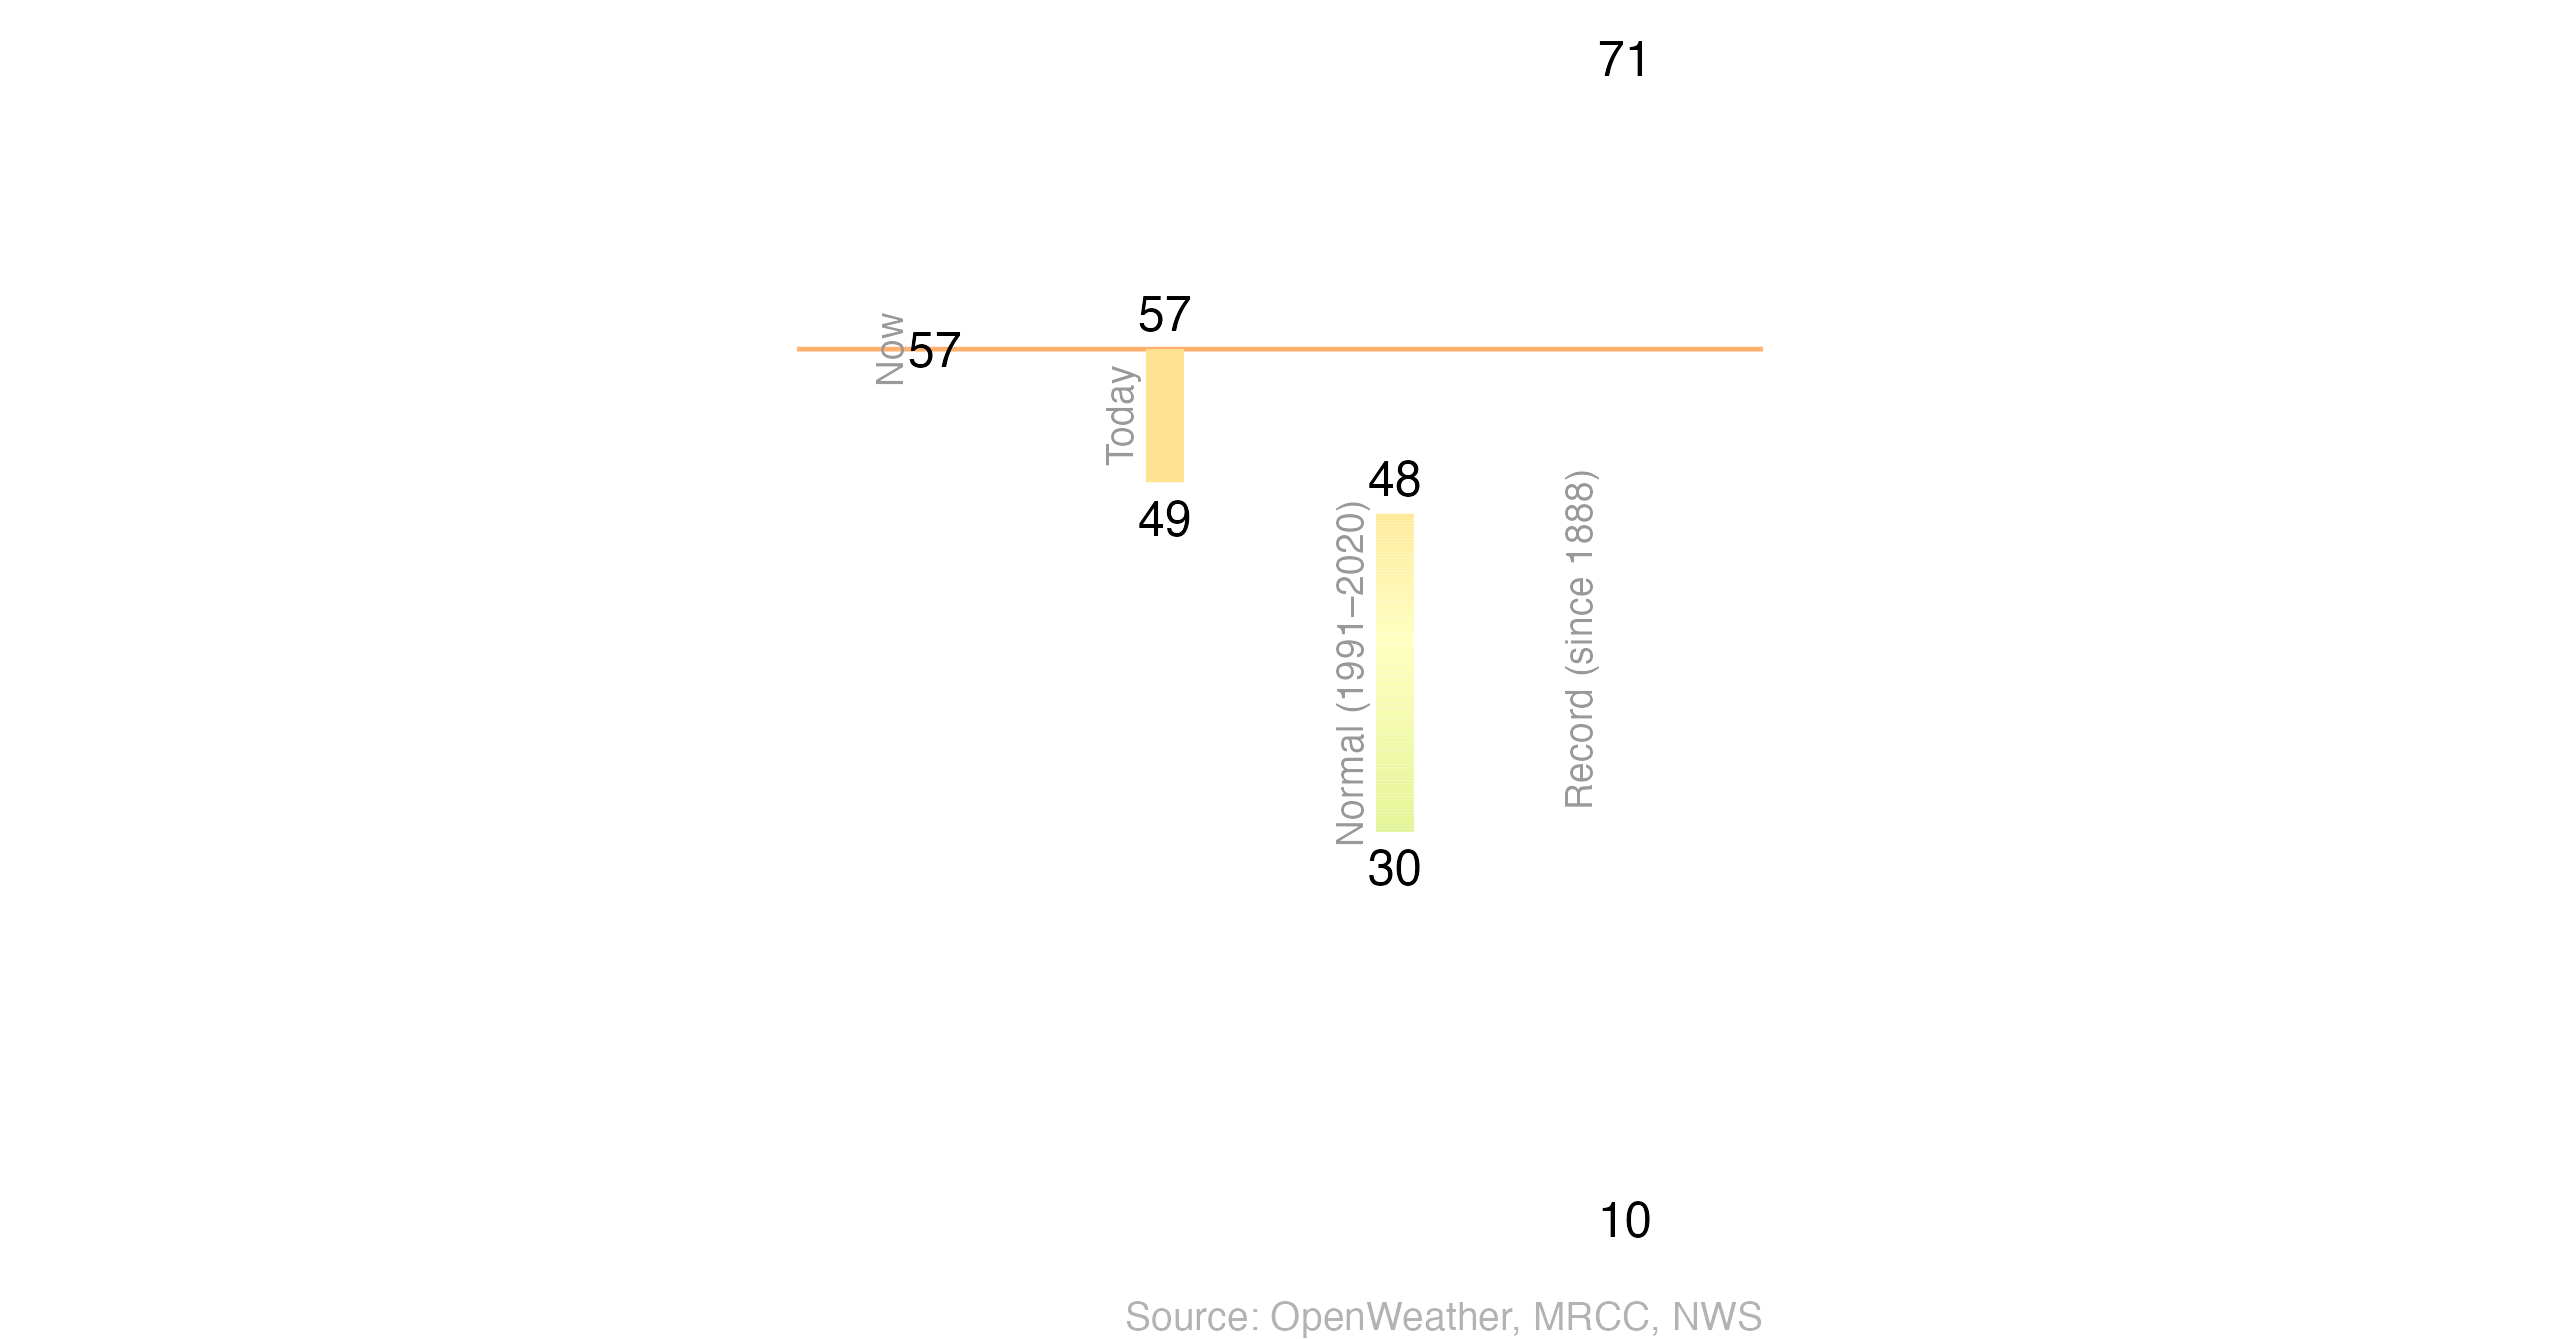 71
57
Now
57
Today
49
48
Normal (1991–2020)
30
Record (since 1888)
10
Source: OpenWeather, MRCC, NWS